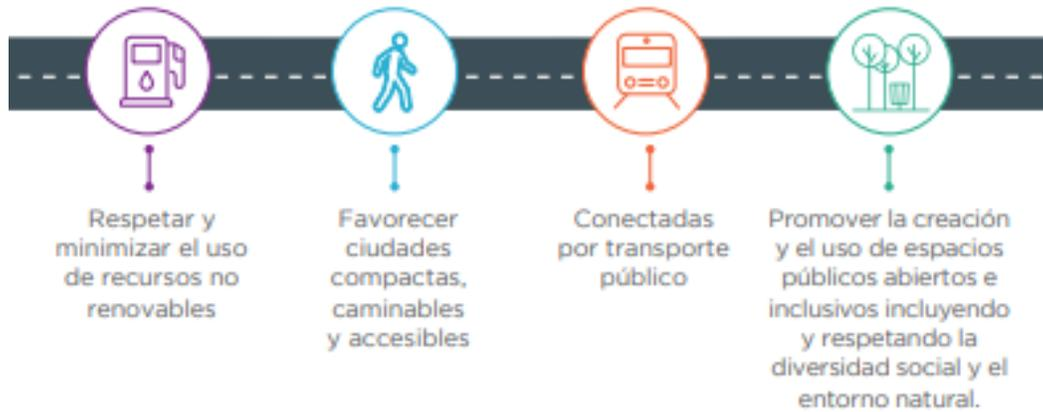 Respetar y
minimizar el uso
de recursos no
renovables
Favorecer
ciudades
compactas,
caminables
y accesibles
Conectadas
por transporte
público
Promover la creación
y el uso de espacios
públicos abiertos e
inclusivos incluyendo
y respetando la
diversidad social y el
entorno natural.